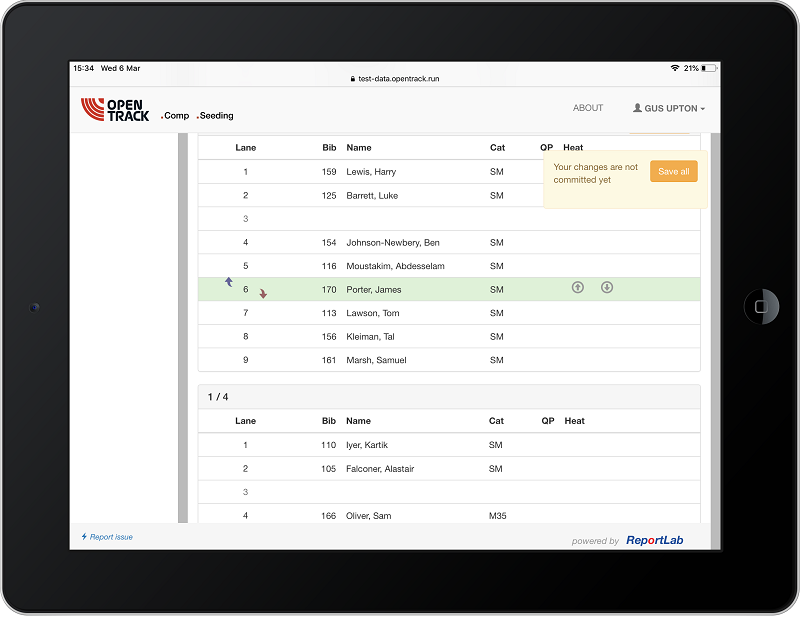 15:34 Wed 6 Mar
21%
test-data.opentrack.run
OPEN
TRACK
.Comp .Seeding
ABOUT
GUS UPTON
Lane Bib Name Cat QP Heat
Your changes are not
committed yet
Save all
1 159 Lewis, Harry SM
2 125 Barrett, Luke SM
3
4 154 Johnson-Newbery, Ben SM
5 116 Moustakim, Abdesselam SM
6 170 Porter, James SM
7 113 Lawson, Tom SM
8 156 Kleiman, Tal SM
9 161 Marsh, Samuel SM
1 / 4
Lane Bib Name Cat QP Heat
1 110 Iyer, Kartik SM
2 105 Falconer, Alastair SM
3
4 166 Oliver, Sam M35
Report issue
powered by ReportLab